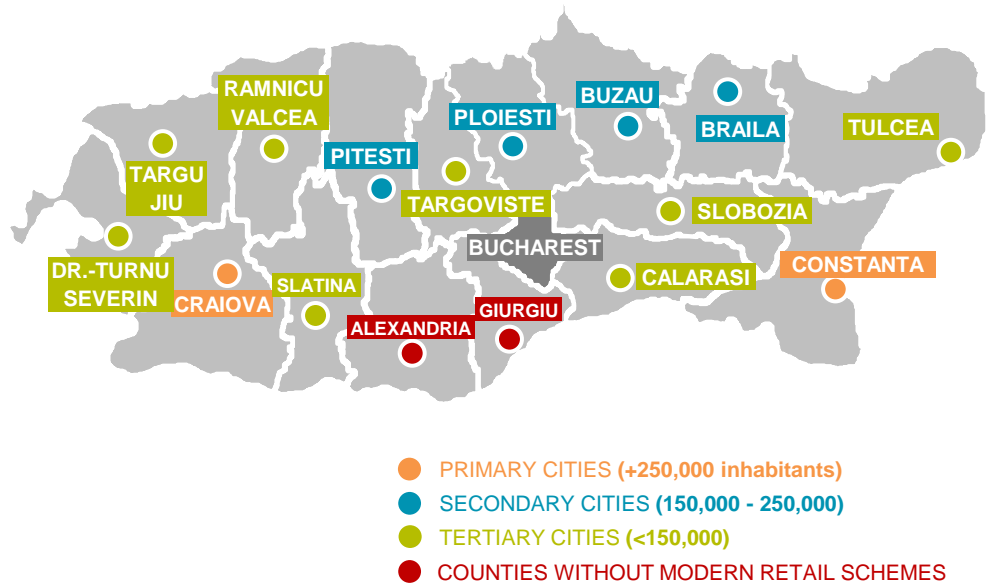 RAMNICU
VALCEA
BUZAU
PLOIESTI
BRAILA
TULCEA
PITESTI
TARGU
JIU
TARGOVISTE
SLOBOZIA
BUCHAREST
DR.-TURNU
SEVERIN
CRAIOVA
SLATINA
CALARASI
CONSTANTA
GIURGIU
ALEXANDRIA
PRIMARY CITIES (+250,000 inhabitants)
SECONDARY CITIES (150,000 - 250,000)
TERTIARY CITIES (<150,000)
COUNTIES WITHOUT MODERN RETAIL SCHEMES